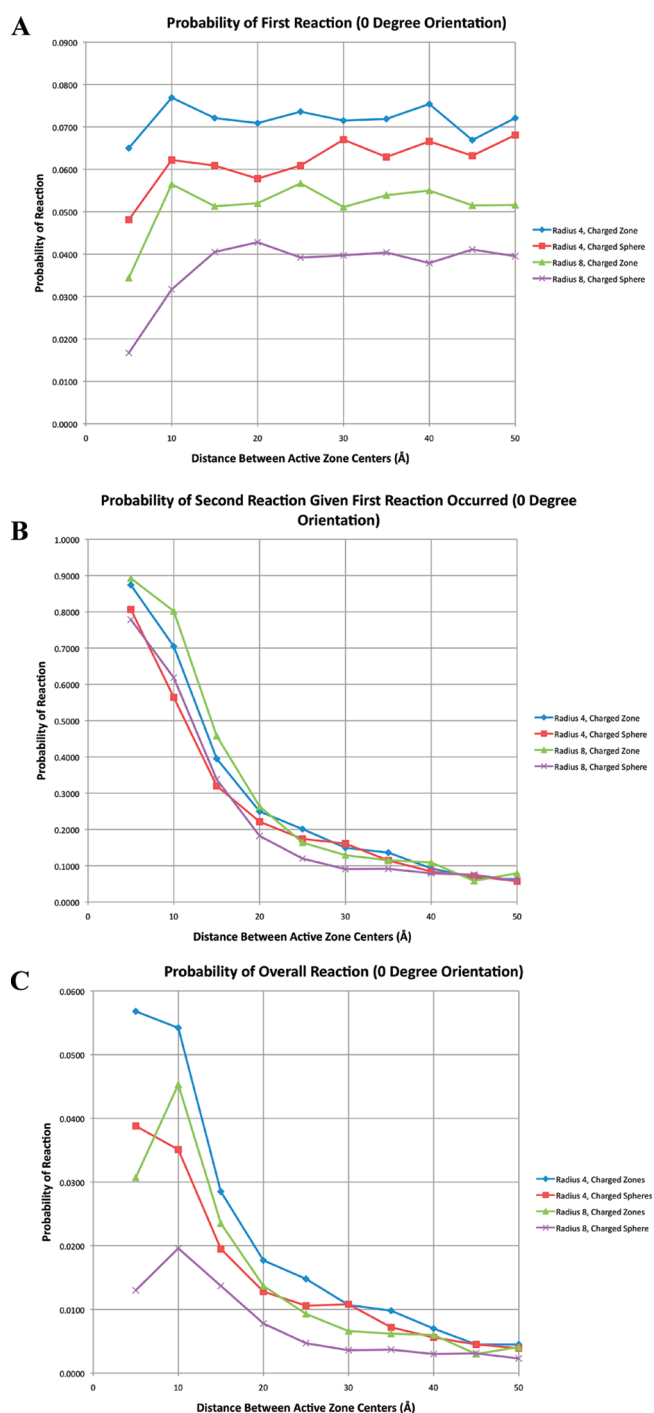 A
Probability of First Reaction (0 Degree Orientation)
0.0900
0.0800
0.0700
0.0600
0.0500
0.0400
0.0300
0.0200
0.0100
0.0000
Probability of Reaction
0 10 20 30 40 50
Distance Between Active Zone Centers (Å)
Radius 4, Charged Zone
Radius 4, Charged Sphere
Radius 8, Charged Zone
Radius 8, Charged Sphere
B
Probability of Second Reaction Given First Reaction Occurred (0 Degree
Orientation)
1.0000
0.9000
0.8000
0.7000
0.6000
0.5000
0.4000
0.3000
0.2000
0.1000
0.0000
Probability of Reaction
0 10 20 30 40 50
Distance Between Active Zone Centers (Å)
Radius 4, Charged Zone
Radius 4, Charged Sphere
Radius 8, Charged Zone
Radius 8, Charged Sphere
C
Probability of Overall Reaction (0 Degree Orientation)
0.0600
0.0500
0.0400
0.0300
0.0200
0.0100
0.0000
Probability of Reaction
0 10 20 30 40 50
Distance Between Active Zone Centers (Å)
Radius 4, Charged Zones
Radius 4, Charged Spheres
Radius 8, Charged Zones
Radius 8, Charged Sphere